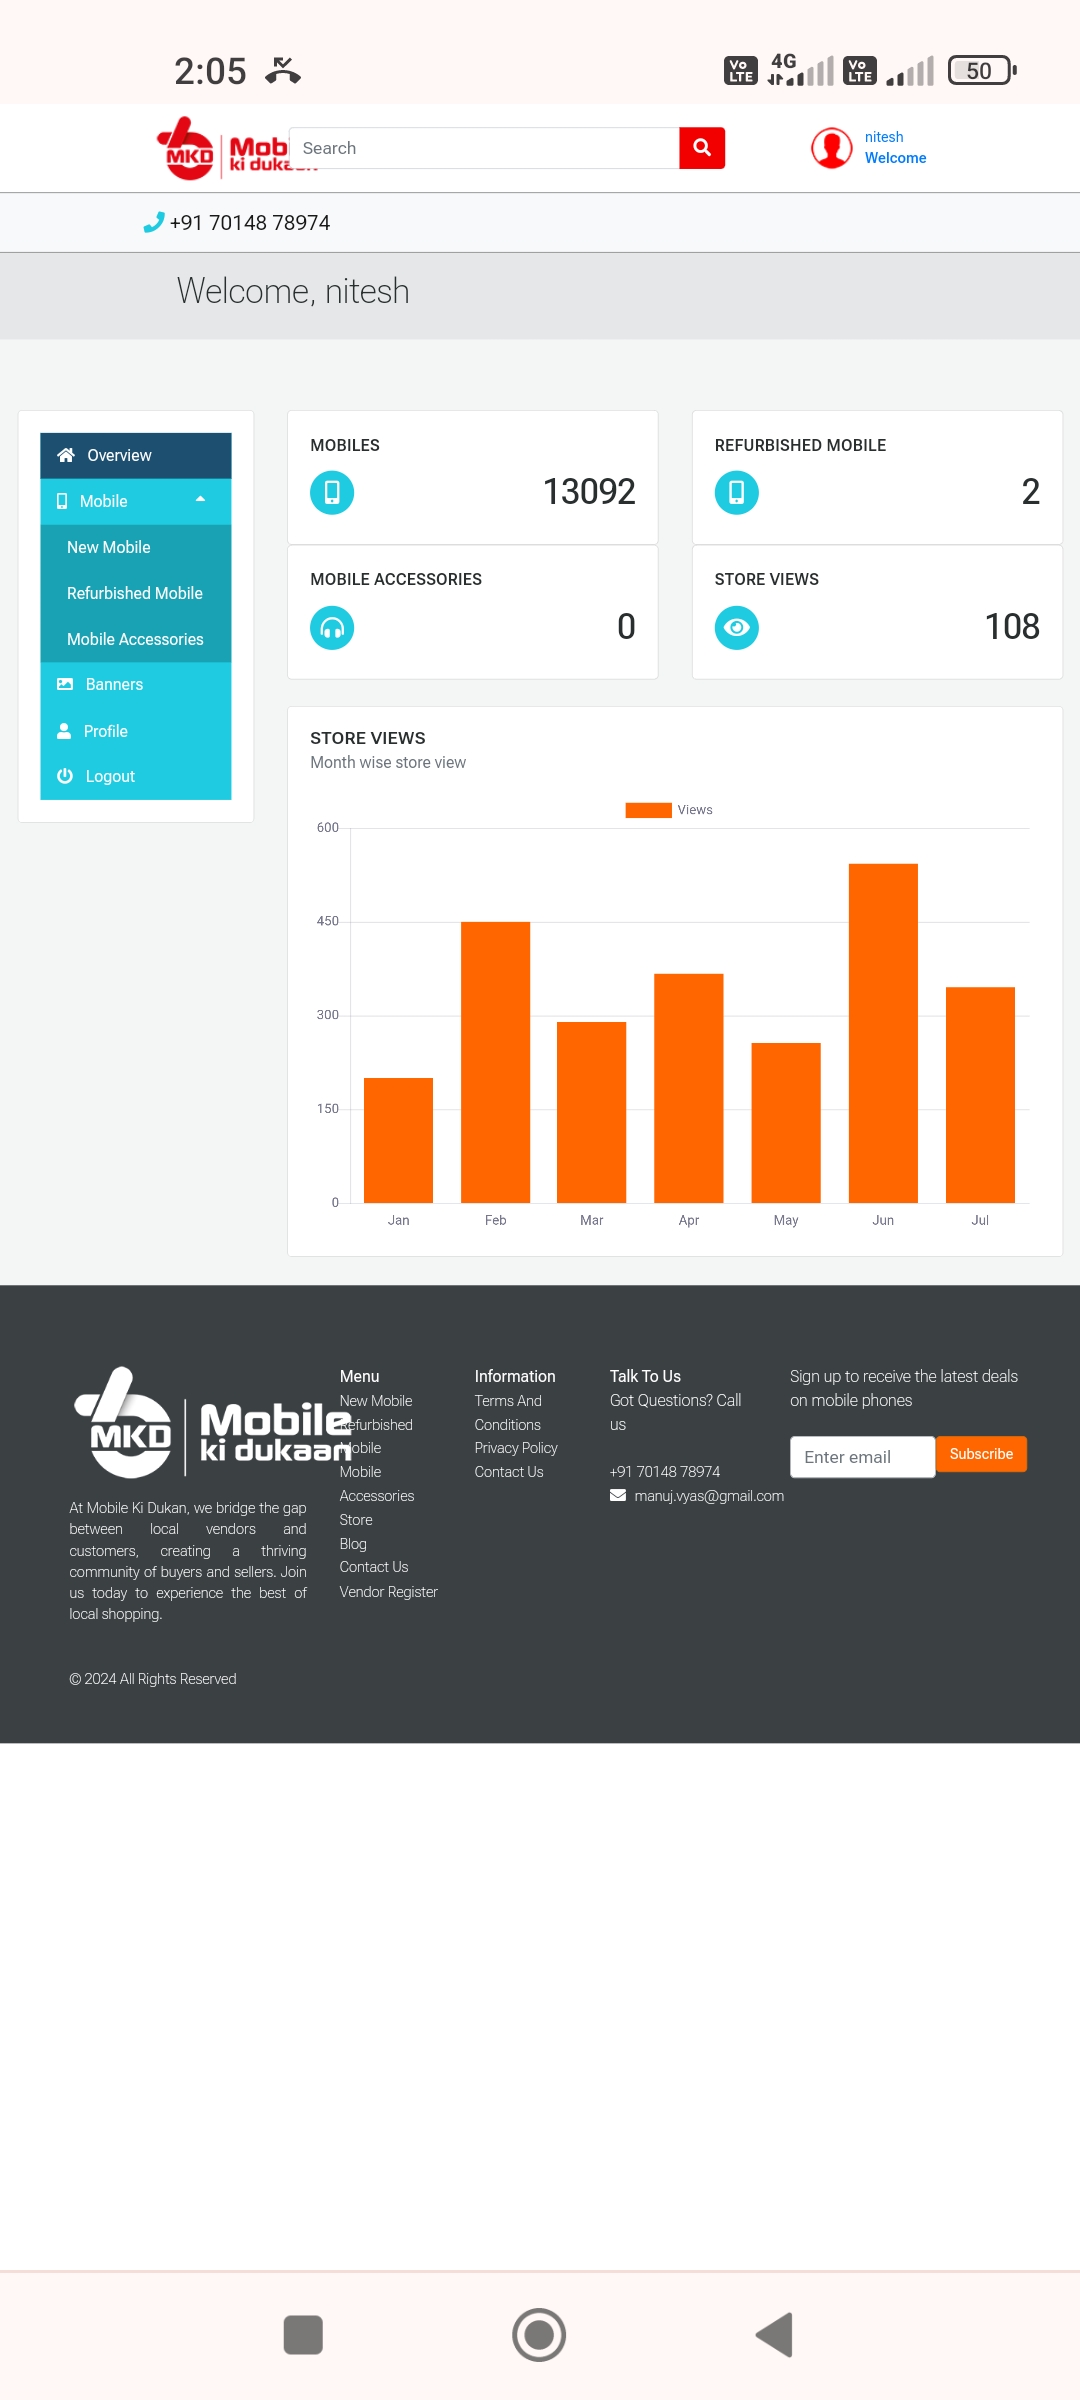 2:05
Vo LTE 4G Vo LTE 50
MKD Mobi
ki dukaan
Search
nitesh
Welcome
+91 70148 78974
Welcome, nitesh
Overview
Mobile
New Mobile
Refurbished Mobile
Mobile Accessories
Banners
Profile
Logout
MOBILES
13092
REFURBISHED MOBILE
2
MOBILE ACCESSORIES
0
STORE VIEWS
108
STORE VIEWS
Month wise store view
Views
600
450
300
150
0
Jan Feb Mar Apr May Jun Jul
MKD Mobile
ki dukaan
At Mobile Ki Dukan, we bridge the gap
between local vendors and
customers, creating a thriving
community of buyers and sellers. Join
us today to experience the best of
local shopping.
© 2024 All Rights Reserved
Menu
New Mobile
Refurbished
Mobile
Mobile
Accessories
Store
Blog
Contact Us
Vendor Register
Information
Terms And
Conditions
Privacy Policy
Contact Us
Talk To Us
Got Questions? Call
us
+91 70148 78974
manuj.vyas@gmail.com
Sign up to receive the latest deals
on mobile phones
Enter email
Subscribe